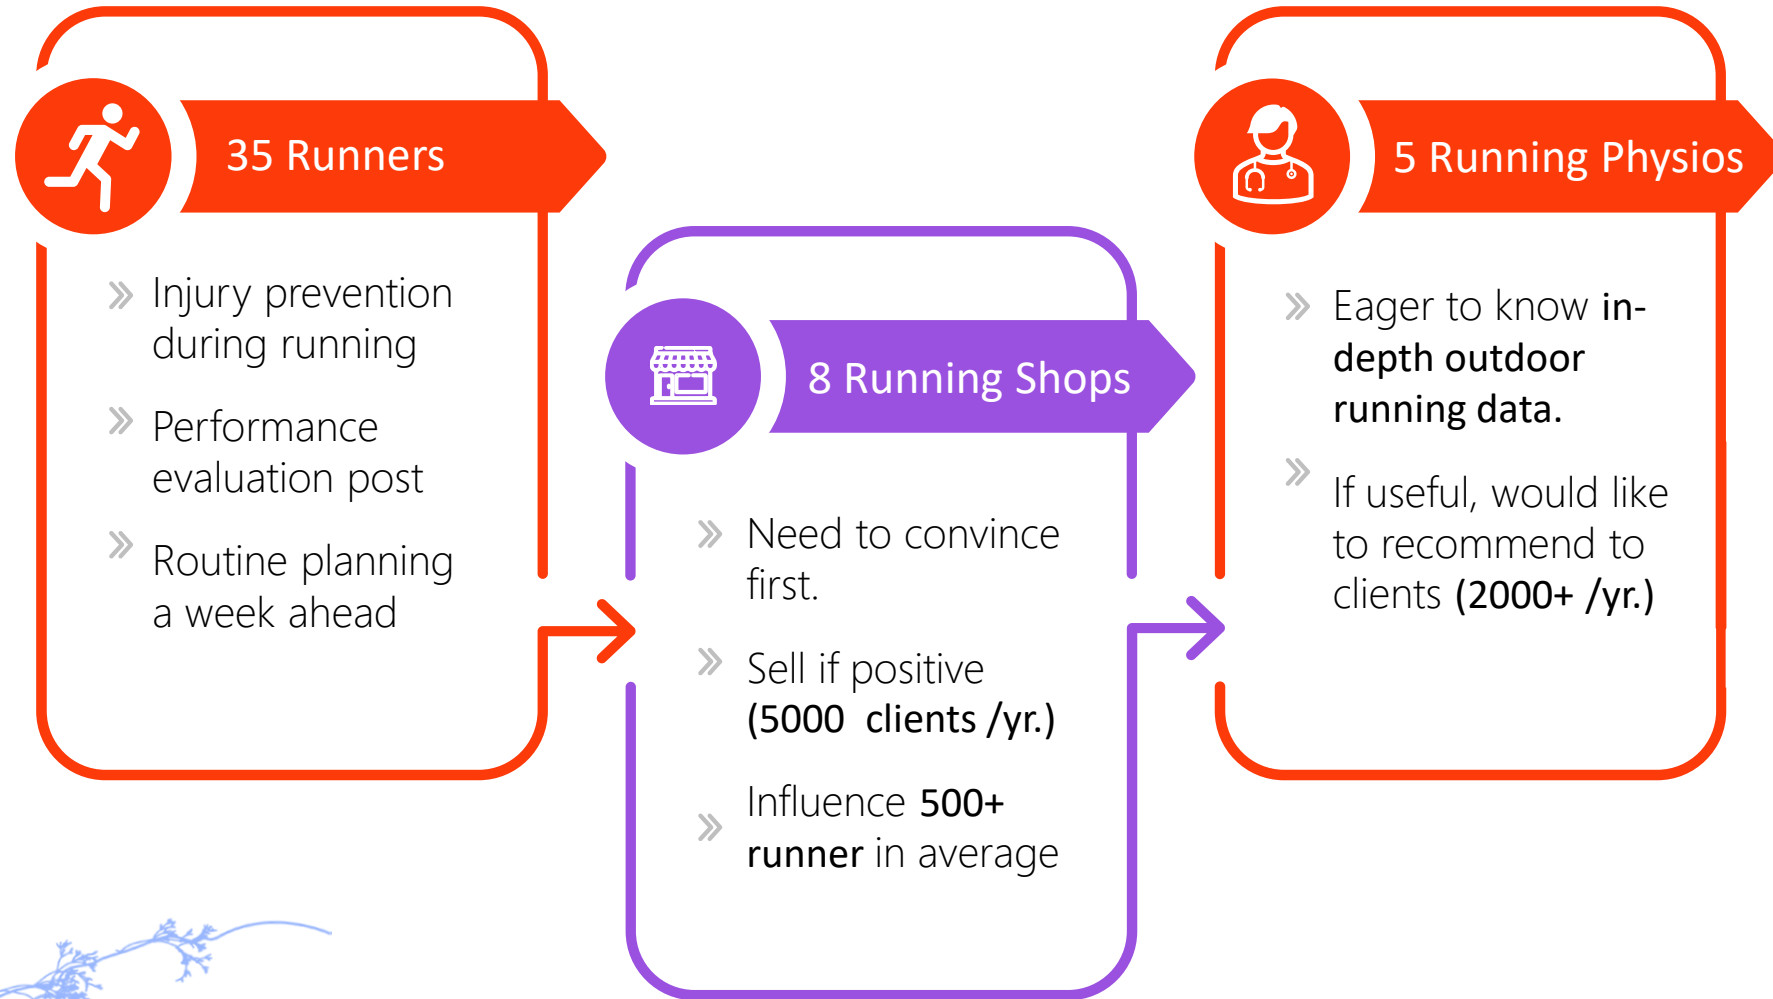 35 Runners
Injury prevention
during running
Performance
evaluation post
Routine planning
a week ahead
8 Running Shops
Need to convince
first.
Sell if positive
(5000  clients /yr.)
Influence 500+
runner in average
5 Running Physios
Eager to know in-
depth outdoor
running data.
If useful, would like
to recommend to
clients (2000+ /yr.)